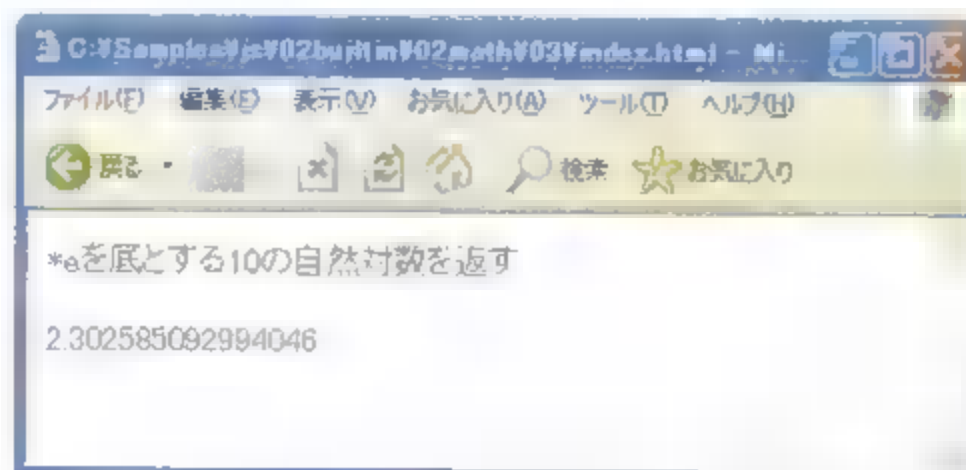 C:¥Samples¥js¥02builtin¥02math¥03¥index.html - Mi...
ファイル(F) 編集(E) 表示(V) お気に入り(A) ツール(T) ヘルプ(H)
戻る 検索 お気に入り
*eを底とする10の自然対数を返す
2.302585092994046